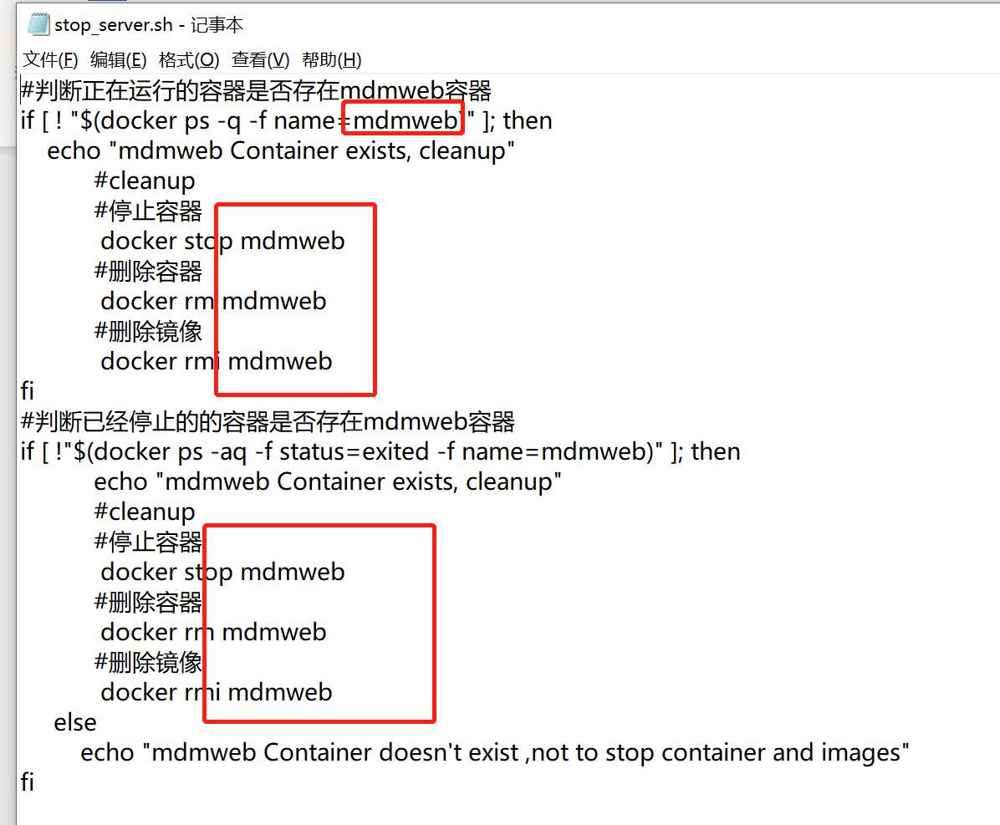 stop_server.sh - 记事本
文件(F) 编辑(E) 格式(O) 查看(V) 帮助(H)
#判断正在运行的容器是否存在mdmweb容器
if [ ! "$(docker ps -q -f name=mdmweb)" ]; then
echo "mdmweb Container exists, cleanup"
#cleanup
#停止容器
docker stop mdmweb
#删除容器
docker rm mdmweb
#删除镜像
docker rmi mdmweb
fi
#判断已经停止的的容器是否存在mdmweb容器
if [ !"$(docker ps -aq -f status=exited -f name=mdmweb)" ]; then
echo "mdmweb Container exists, cleanup"
#cleanup
#停止容器
docker stop mdmweb
#删除容器
docker rm mdmweb
#删除镜像
docker rmi mdmweb
else
echo "mdmweb Container doesn't exist ,not to stop container and images"
fi